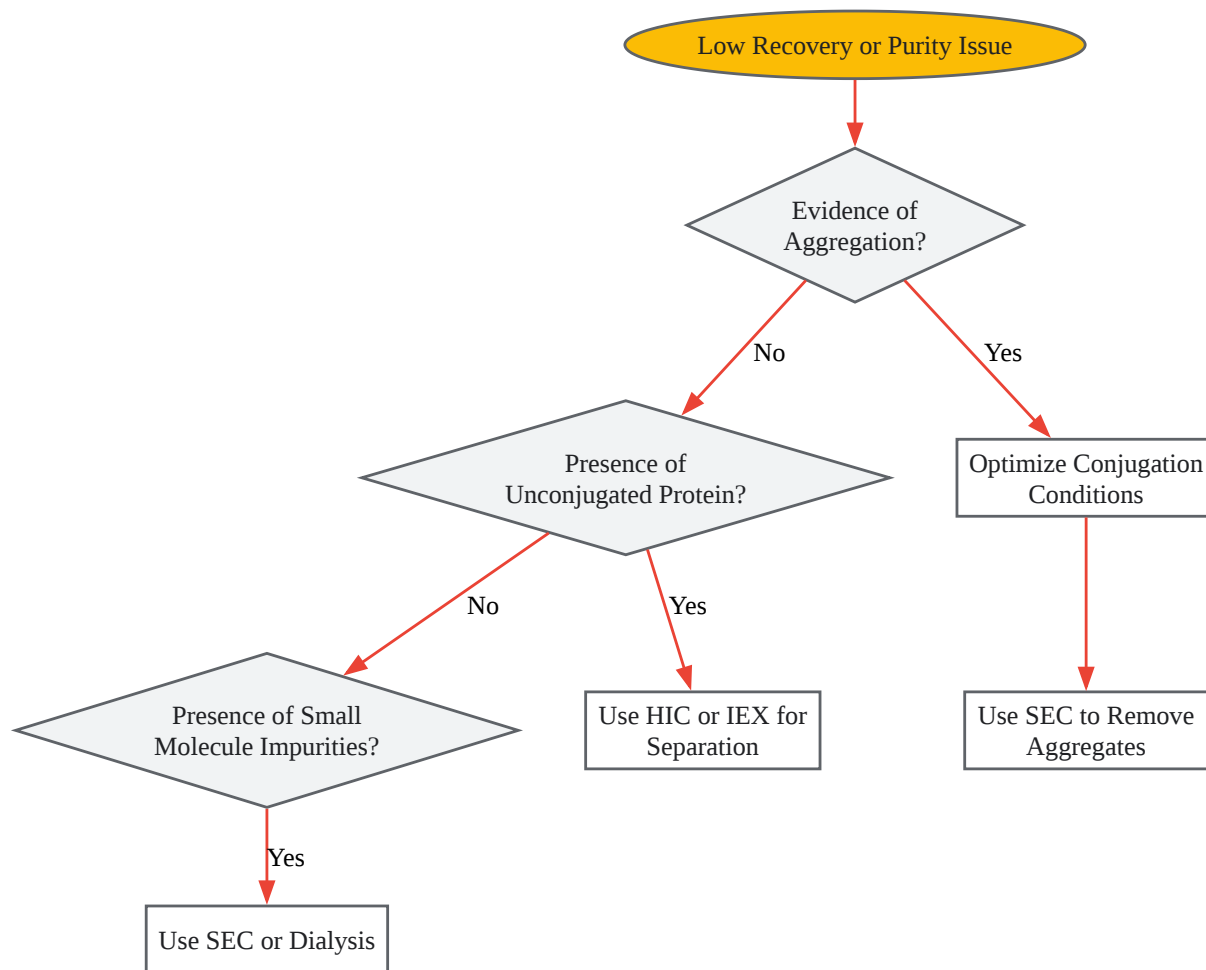 Low Recovery or Purity Issue
Evidence of
Aggregation?
No
Yes
Presence of
Unconjugated Protein?
Optimize Conjugation
Conditions
No
Yes
Presence of Small
Molecule Impurities?
Use HIC or IEX for
Separation
Use SEC to Remove
Aggregates
Yes
Use SEC or Dialysis